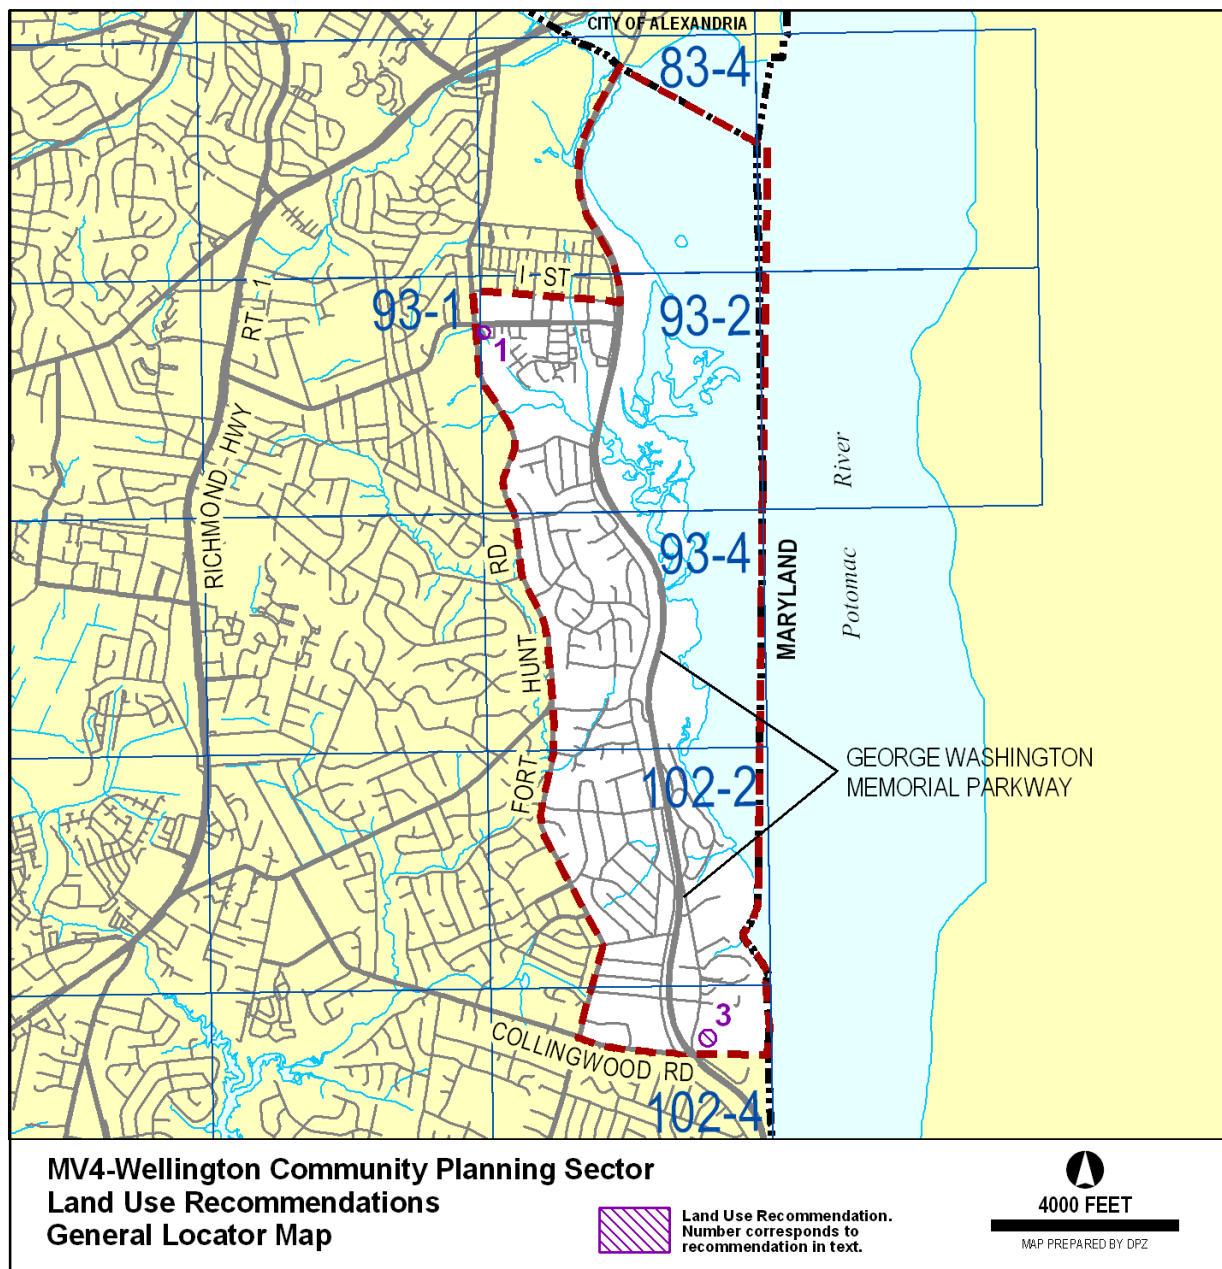 CITY OF ALEXANDRIA
83-4
I ST
93-1
93-2
RT 1
1
RICHMOND HWY
River
93-4
RD
MARYLAND
Potomac
HUNT
FORT
GEORGE WASHINGTON
MEMORIAL PARKWAY
102-2
3
COLLINGWOOD RD
102-4
MV4-Wellington Community Planning Sector
Land Use Recommendations
General Locator Map
Land Use Recommendation.
Number corresponds to
recommendation in text.
4000 FEET
MAP PREPARED BY DPZ